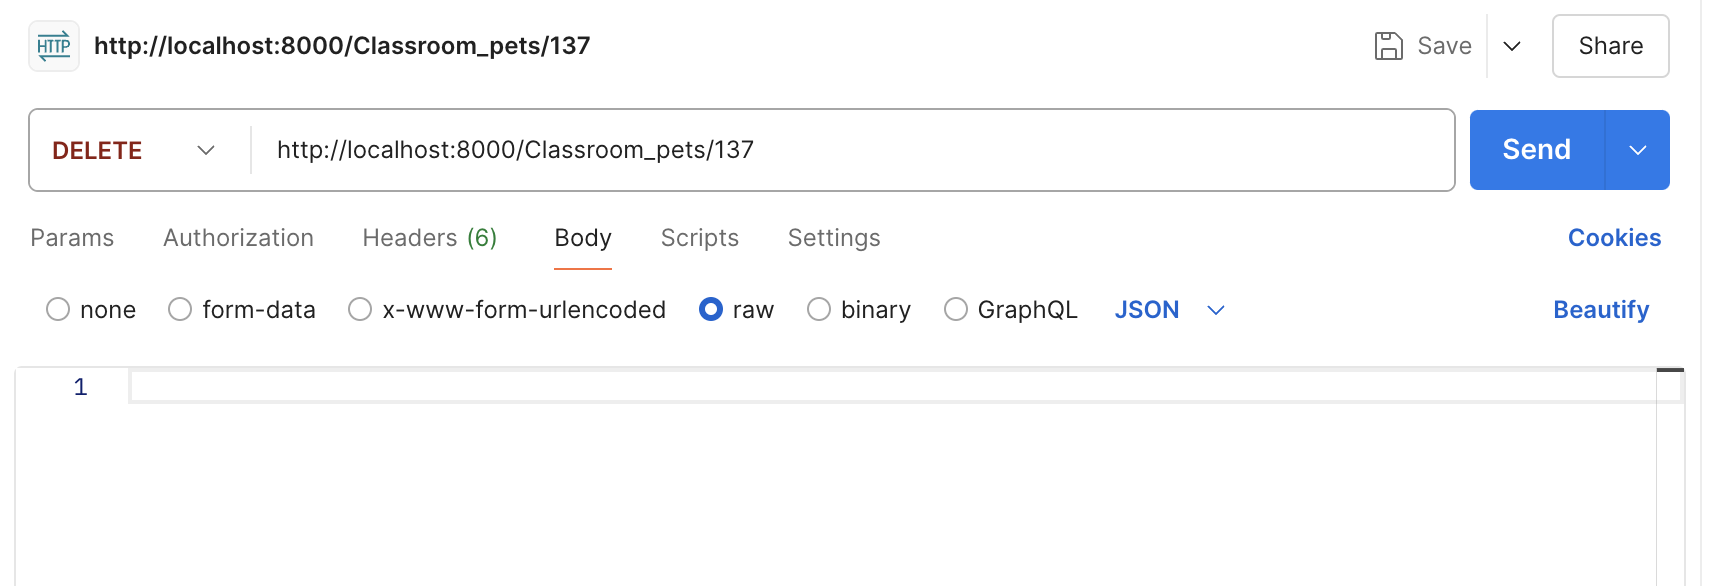 HTTP http://localhost:8000/Classroom_pets/137 Save Share
DELETE http://localhost:8000/Classroom_pets/137 Send
Params Authorization Headers (6) Body Scripts Settings Cookies
none form-data x-www-form-urlencoded raw binary GraphQL JSON Beautify
1